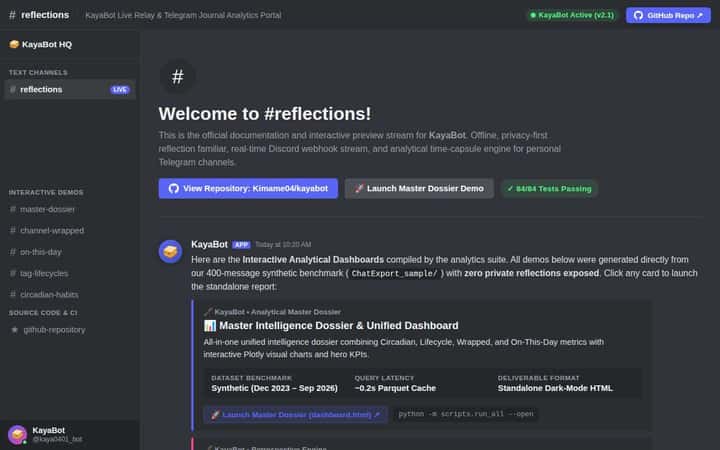 # reflections
KayaBot Live Relay & Telegram Journal Analytics Portal
KayaBot Active (v2.1)
GitHub Repo ↗
KayaBot HQ
TEXT CHANNELS
# reflections
LIVE
INTERACTIVE DEMOS
# master-dossier
# channel-wrapped
# on-this-day
# tag-lifecycles
# circadian-habits
SOURCE CODE & CI
★ github-repository
KayaBot
@kaya0401_bot
#
Welcome to #reflections!
This is the official documentation and interactive preview stream for KayaBot. Offline, privacy-first
reflection familiar, real-time Discord webhook stream, and analytical time-capsule engine for personal
Telegram channels.
View Repository: Kimame04/kayabot
🚀 Launch Master Dossier Demo
✓ 84/84 Tests Passing
KayaBot APP Today at 10:20 AM
Here are the Interactive Analytical Dashboards compiled by the analytics suite. All demos below were generated directly from
our 400-message synthetic benchmark ( ChatExport_sample/ ) with zero private reflections exposed. Click any card to launch
the standalone report:
KayaBot • Analytical Master Dossier
📊 Master Intelligence Dossier & Unified Dashboard
All-in-one unified intelligence dossier combining Circadian, Lifecycle, Wrapped, and On-This-Day metrics with
interactive Plotly visual charts and hero KPIs.
DATASET BENCHMARK
Synthetic (Dec 2023 – Sep 2026)
QUERY LATENCY
~0.2s Parquet Cache
DELIVERABLE FORMAT
Standalone Dark-Mode HTML
🚀 Launch Master Dossier (dashboard.html) ↗
python -m scripts.run_all --open
KayaBot • Retrospective Engine